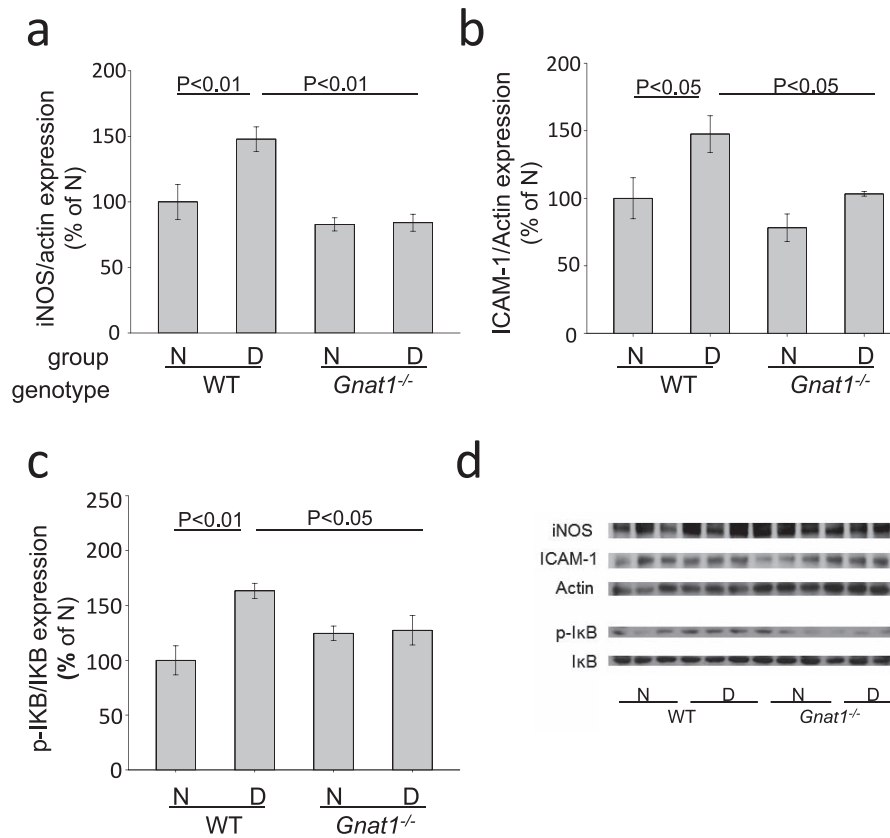 a
iNOS/actin expression
(% of N)
200
150
100
50
0
P<0.01
P<0.01
group
N
D
N
D
genotype
WT
Gnat1-/-
b
ICAM-1/Actin expression
(% of N)
200
150
100
50
0
P<0.05
P<0.05
N
D
N
D
WT
Gnat1-/-
c
p-IKB/IKB expression
(% of N)
250
200
150
100
50
0
P<0.01
P<0.05
N
D
N
D
WT
Gnat1-/-
d
iNOS
ICAM-1
Actin
p-IκB
IκB
N
D
N
D
WT
Gnat1-/-